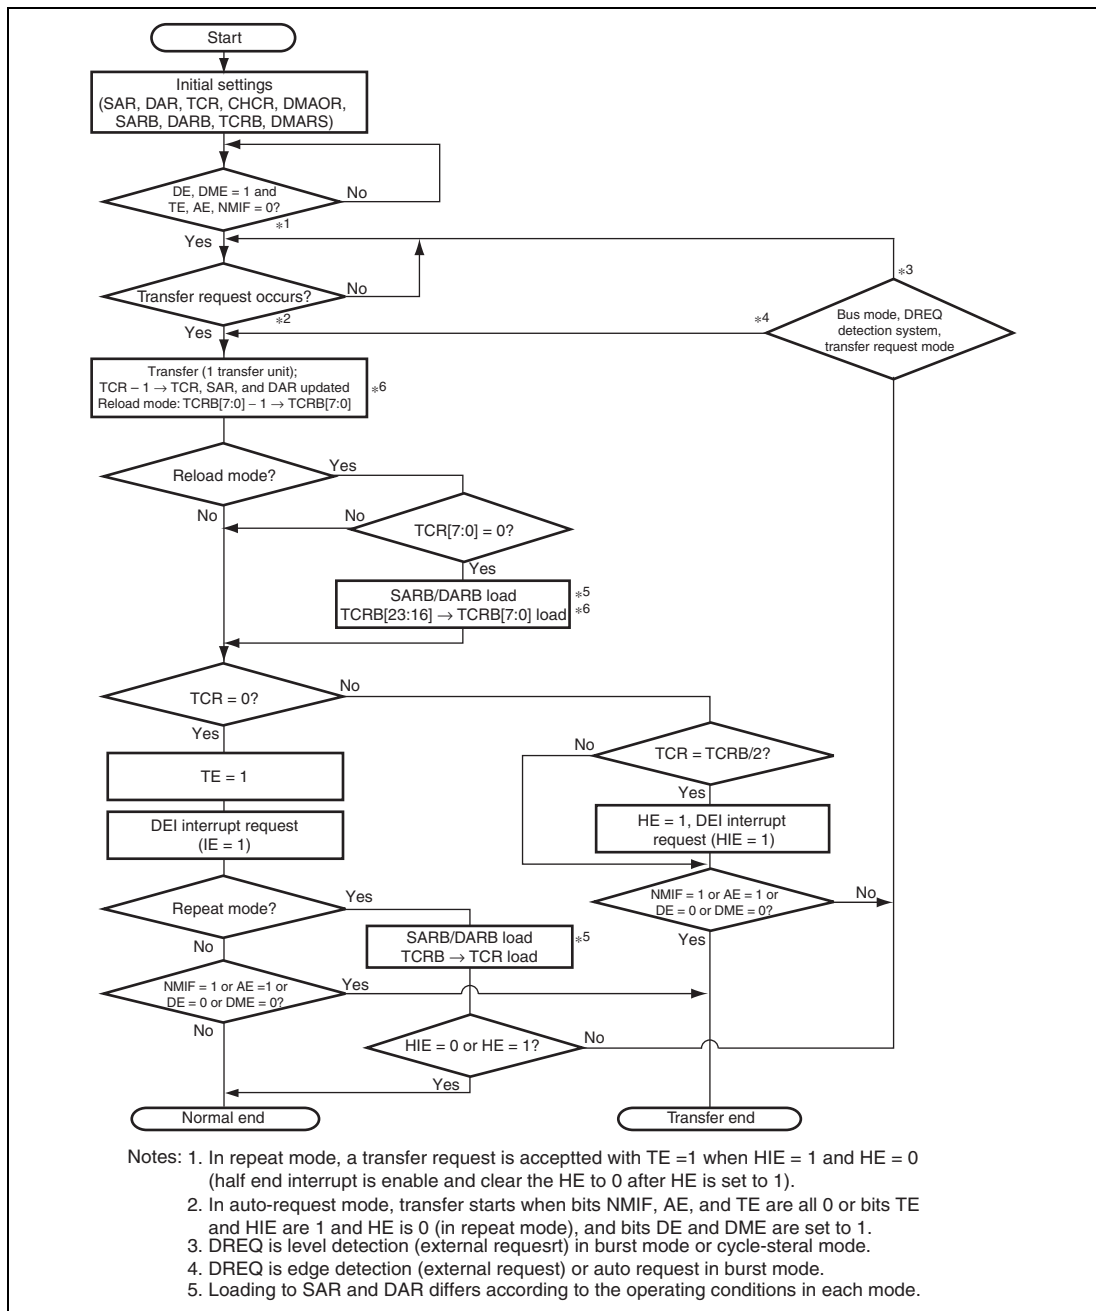 Start
Initial settings
(SAR, DAR, TCR, CHCR, DMAOR,
SARB, DARB, TCRB, DMARS)
DE, DME = 1 and
TE, AE, NMIF = 0?
No
*1
Yes
*3
Transfer request occurs?
No
*2
Yes
*4
Bus mode, DREQ
detection system,
transfer request mode
Transfer (1 transfer unit);
TCR – 1 → TCR, SAR, and DAR updated
Reload mode: TCRB[7:0] – 1 → TCRB[7:0]
*6
Reload mode?
Yes
No
No
TCR[7:0] = 0?
Yes
SARB/DARB load
TCRB[23:16] → TCRB[7:0] load
*5
*6
TCR = 0?
No
Yes
No
TCR = TCRB/2?
Yes
TE = 1
DEI interrupt request
(IE = 1)
HE = 1, DEI interrupt
request (HIE = 1)
Repeat mode?
Yes
No
NMIF = 1 or AE = 1 or
DE = 0 or DME = 0?
No
Yes
SARB/DARB load
TCRB → TCR load
*5
NMIF = 1 or AE =1 or
DE = 0 or DME = 0?
Yes
No
HIE = 0 or HE = 1?
No
Yes
Normal end
Transfer end
Notes: 1. In repeat mode, a transfer request is acceptted with TE =1 when HIE = 1 and HE = 0
(half end interrupt is enable and clear the HE to 0 after HE is set to 1).
2. In auto-request mode, transfer starts when bits NMIF, AE, and TE are all 0 or bits TE
and HIE are 1 and HE is 0 (in repeat mode), and bits DE and DME are set to 1.
3. DREQ is level detection (external requesrt) in burst mode or cycle-steral mode.
4. DREQ is edge detection (external request) or auto request in burst mode.
5. Loading to SAR and DAR differs according to the operating conditions in each mode.